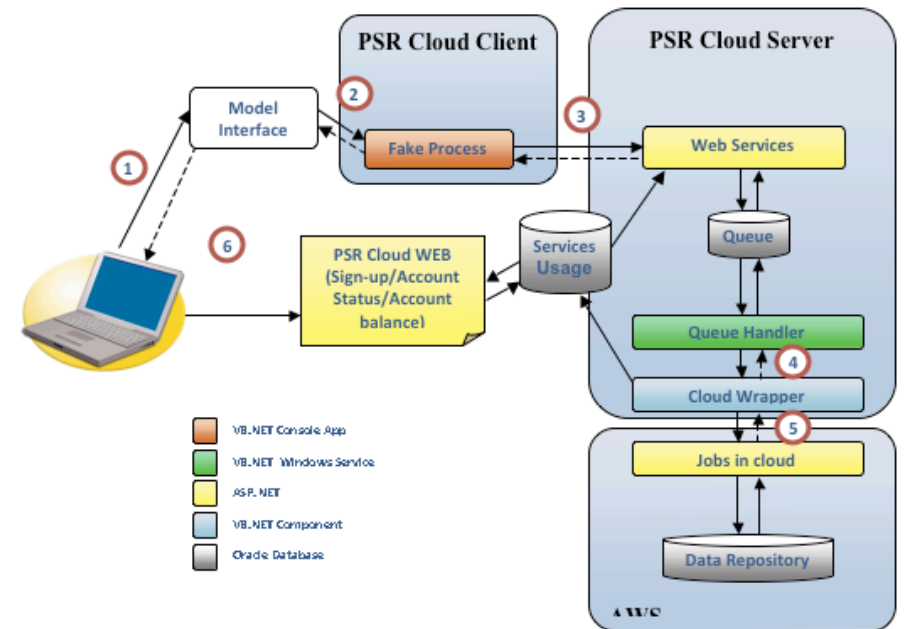 PSR Cloud Client
PSR Cloud Server
Model
Interface
2
3
Fake Process
Web Services
1
6
PSR Cloud WEB
(Sign-up/Account
Status/Account
balance)
Services
Usage
Queue
Queue Handler
4
Cloud Wrapper
5
Jobs in cloud
Data Repository
AWS
VB.NET Console App
VB.NET Windows Service
ASP.NET
VB.NET Component
Oracle Database